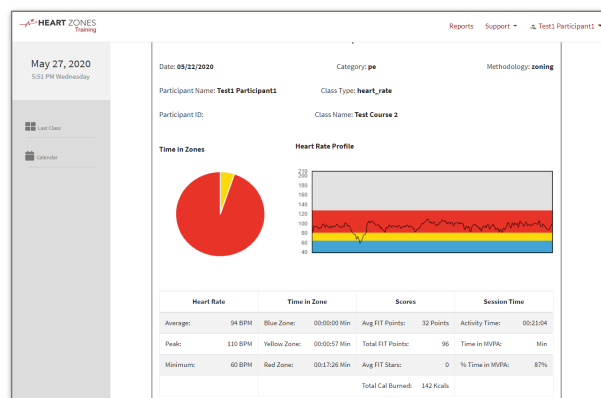 HEART ZONES
Training
Reports Support Test1 Participant1
May 27, 2020
5:51 PM Wednesday
Last Class
Calendar
Date: 05/22/2020 Category: pe Methodology: zoning
Participant Name: Test1 Participant1 Class Type: heart_rate
Participant ID: Class Name: Test Course 2
Time in Zones Heart Rate Profile
210
200
180
160
140
120
100
80
60
40
Heart Rate Time in Zone Scores Session Time
Average: 94 BPM Blue Zone: 00:00:00 Min Avg FIT Points: 32 Points Activity Time: 00:21:04
Peak: 110 BPM Yellow Zone: 00:00:57 Min Total FIT Points: 96 Time in MVPA: Min
Minimum: 60 BPM Red Zone: 00:17:26 Min Avg FIT Stars: 0 % Time in MVPA: 87%
Total Cal Burned: 142 Kcals